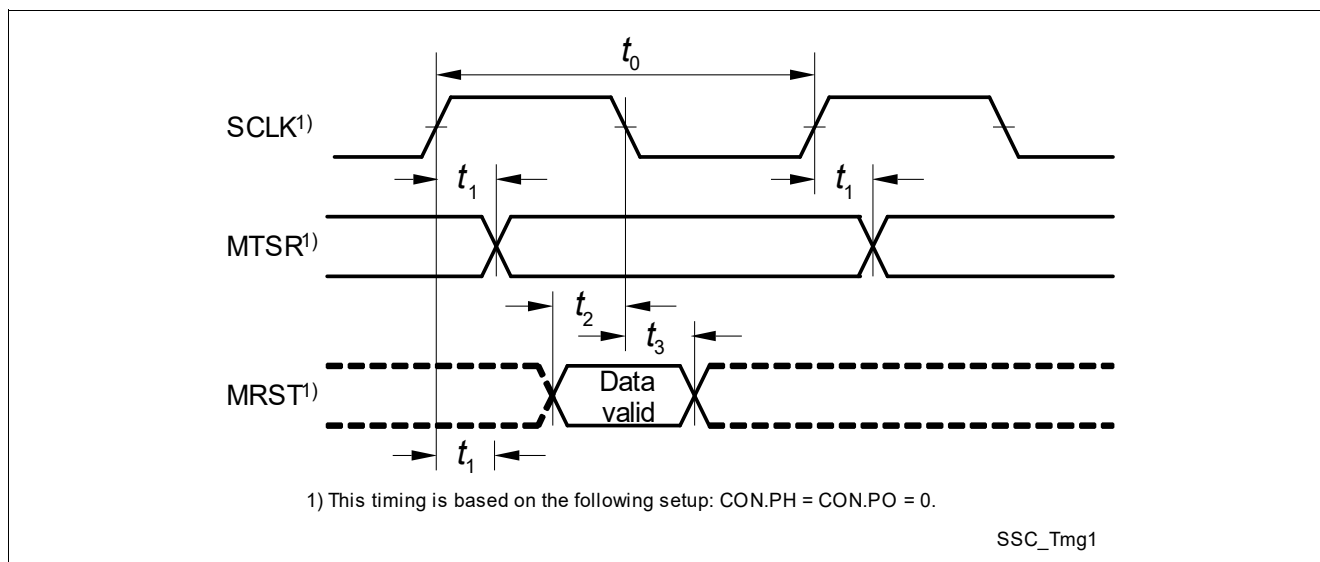 t₀
SCLK¹⁾
t₁ t₁
MTSR¹⁾
t₂
t₃
MRST¹⁾ Data valid
t₁
1) This timing is based on the following setup: CON.PH = CON.PO = 0.
SSC_Tmg1